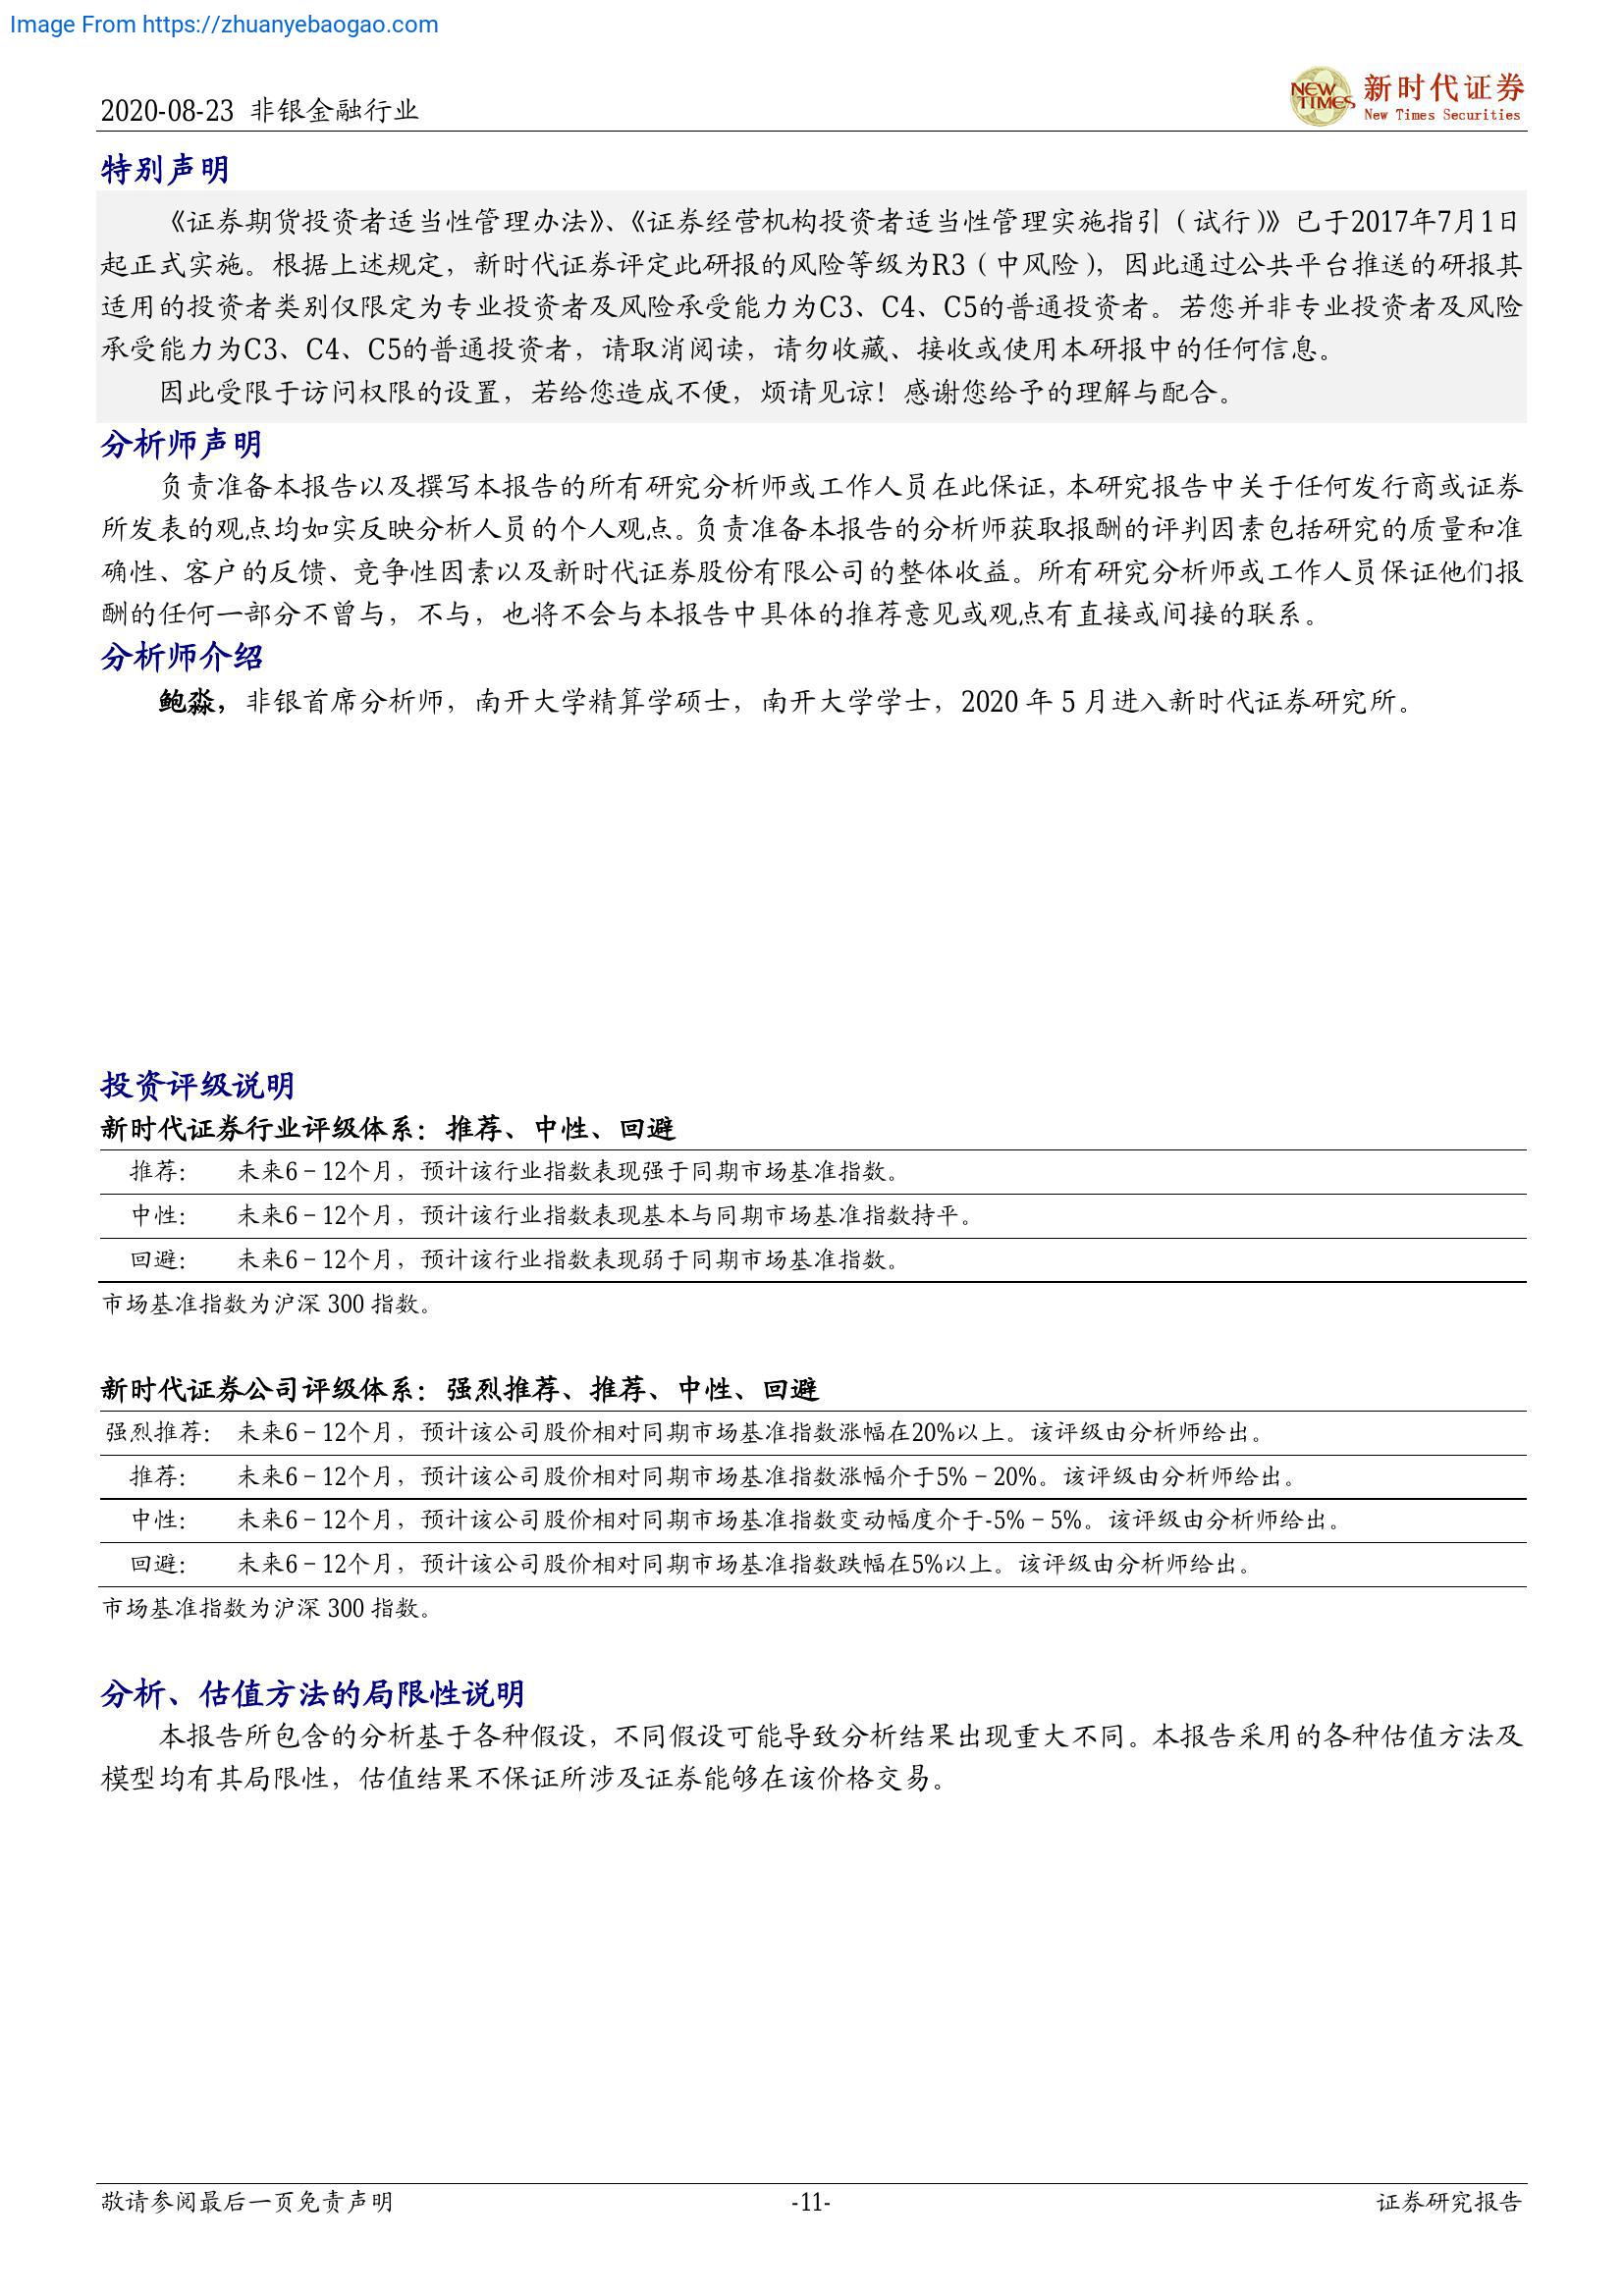 Image From https://zhuanyebaogao.com
2020-08-23 非银金融行业
NEW TIMES
新时代证券
New Times Securities
特别声明
《证券期货投资者适当性管理办法》、《证券经营机构投资者适当性管理实施指引（试行）》已于2017年7月1日
起正式实施。根据上述规定，新时代证券评定此研报的风险等级为R3（中风险），因此通过公共平台推送的研报其
适用的投资者类别仅限定为专业投资者及风险承受能力为C3、C4、C5的普通投资者。若您并非专业投资者及风险
承受能力为C3、C4、C5的普通投资者，请取消阅读，请勿收藏、接收或使用本研报中的任何信息。
因此受限于访问权限的设置，若给您造成不便，烦请见谅！感谢您给予的理解与配合。
分析师声明
负责准备本报告以及撰写本报告的所有研究分析师或工作人员在此保证，本研究报告中关于任何发行商或证券
所发表的观点均如实反映分析人员的个人观点。负责准备本报告的分析师获取报酬的评判因素包括研究的质量和准
确性、客户的反馈、竞争性因素以及新时代证券股份有限公司的整体收益。所有研究分析师或工作人员保证他们报
酬的任何一部分不曾与，不与，也将不会与本报告中具体的推荐意见或观点有直接或间接的联系。
分析师介绍
鲍淼，非银首席分析师，南开大学精算学硕士，南开大学学士，2020 年 5 月进入新时代证券研究所。
投资评级说明
新时代证券行业评级体系：推荐、中性、回避
推荐： 未来6－12个月，预计该行业指数表现强于同期市场基准指数。
中性： 未来6－12个月，预计该行业指数表现基本与同期市场基准指数持平。
回避： 未来6－12个月，预计该行业指数表现弱于同期市场基准指数。
市场基准指数为沪深 300 指数。
新时代证券公司评级体系：强烈推荐、推荐、中性、回避
强烈推荐： 未来6－12个月，预计该公司股价相对同期市场基准指数涨幅在20%以上。该评级由分析师给出。
推荐： 未来6－12个月，预计该公司股价相对同期市场基准指数涨幅介于5%－20%。该评级由分析师给出。
中性： 未来6－12个月，预计该公司股价相对同期市场基准指数变动幅度介于-5%－5%。该评级由分析师给出。
回避： 未来6－12个月，预计该公司股价相对同期市场基准指数跌幅在5%以上。该评级由分析师给出。
市场基准指数为沪深 300 指数。
分析、估值方法的局限性说明
本报告所包含的分析基于各种假设，不同假设可能导致分析结果出现重大不同。本报告采用的各种估值方法及
模型均有其局限性，估值结果不保证所涉及证券能够在该价格交易。
敬请参阅最后一页免责声明 -11- 证券研究报告